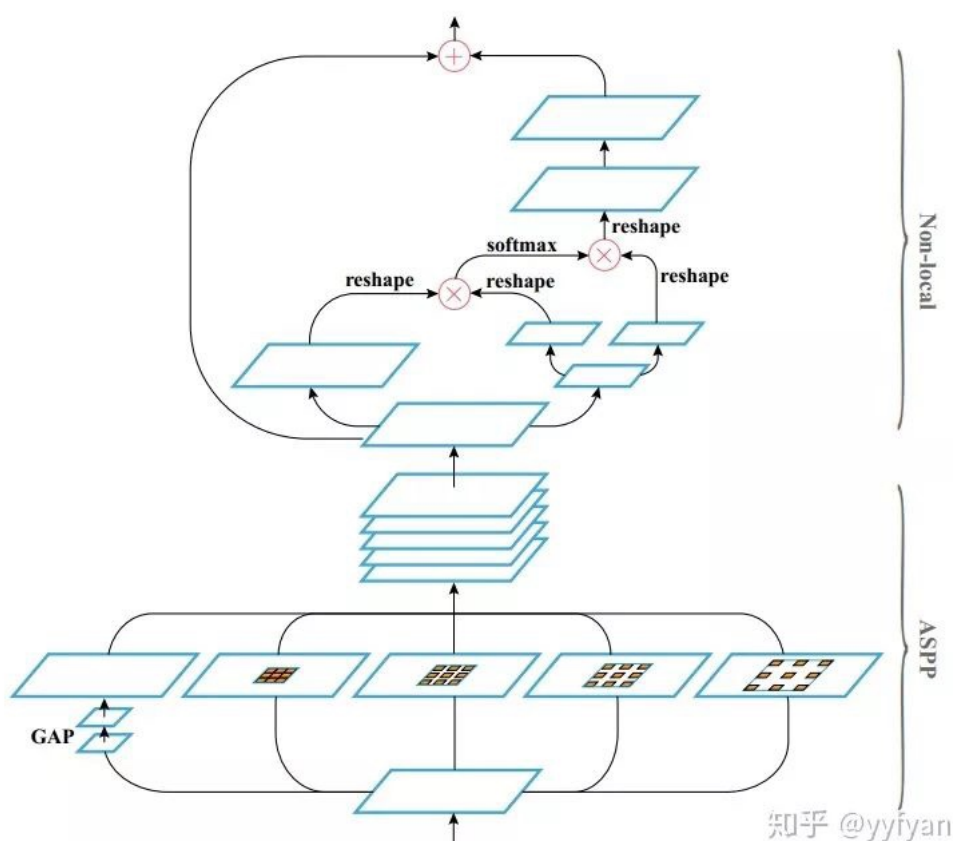 reshape
softmax
reshape
reshape
reshape
Non-local
GAP
ASPP
知乎 @yyfyan